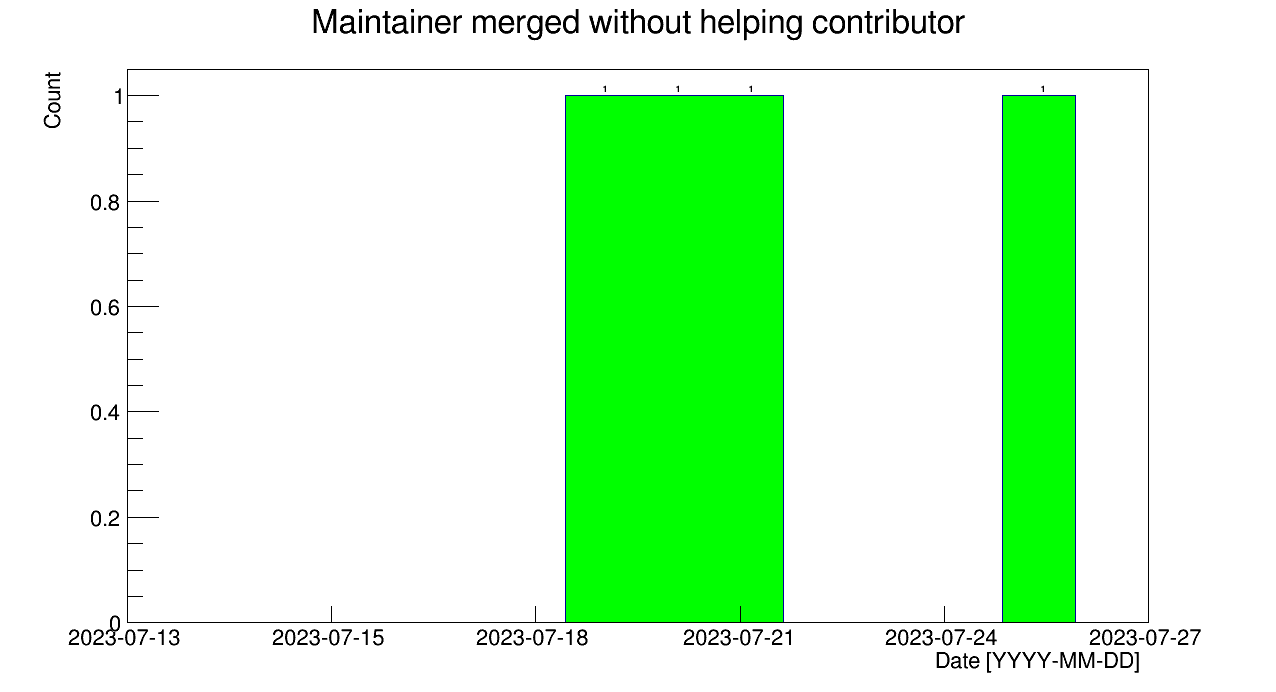 Maintainer merged without helping contributor
Count
1 1 1 1
1
0.8
0.6
0.4
0.2
0
2023-07-13 2023-07-15 2023-07-18 2023-07-21 2023-07-24 2023-07-27
Date [YYYY-MM-DD]